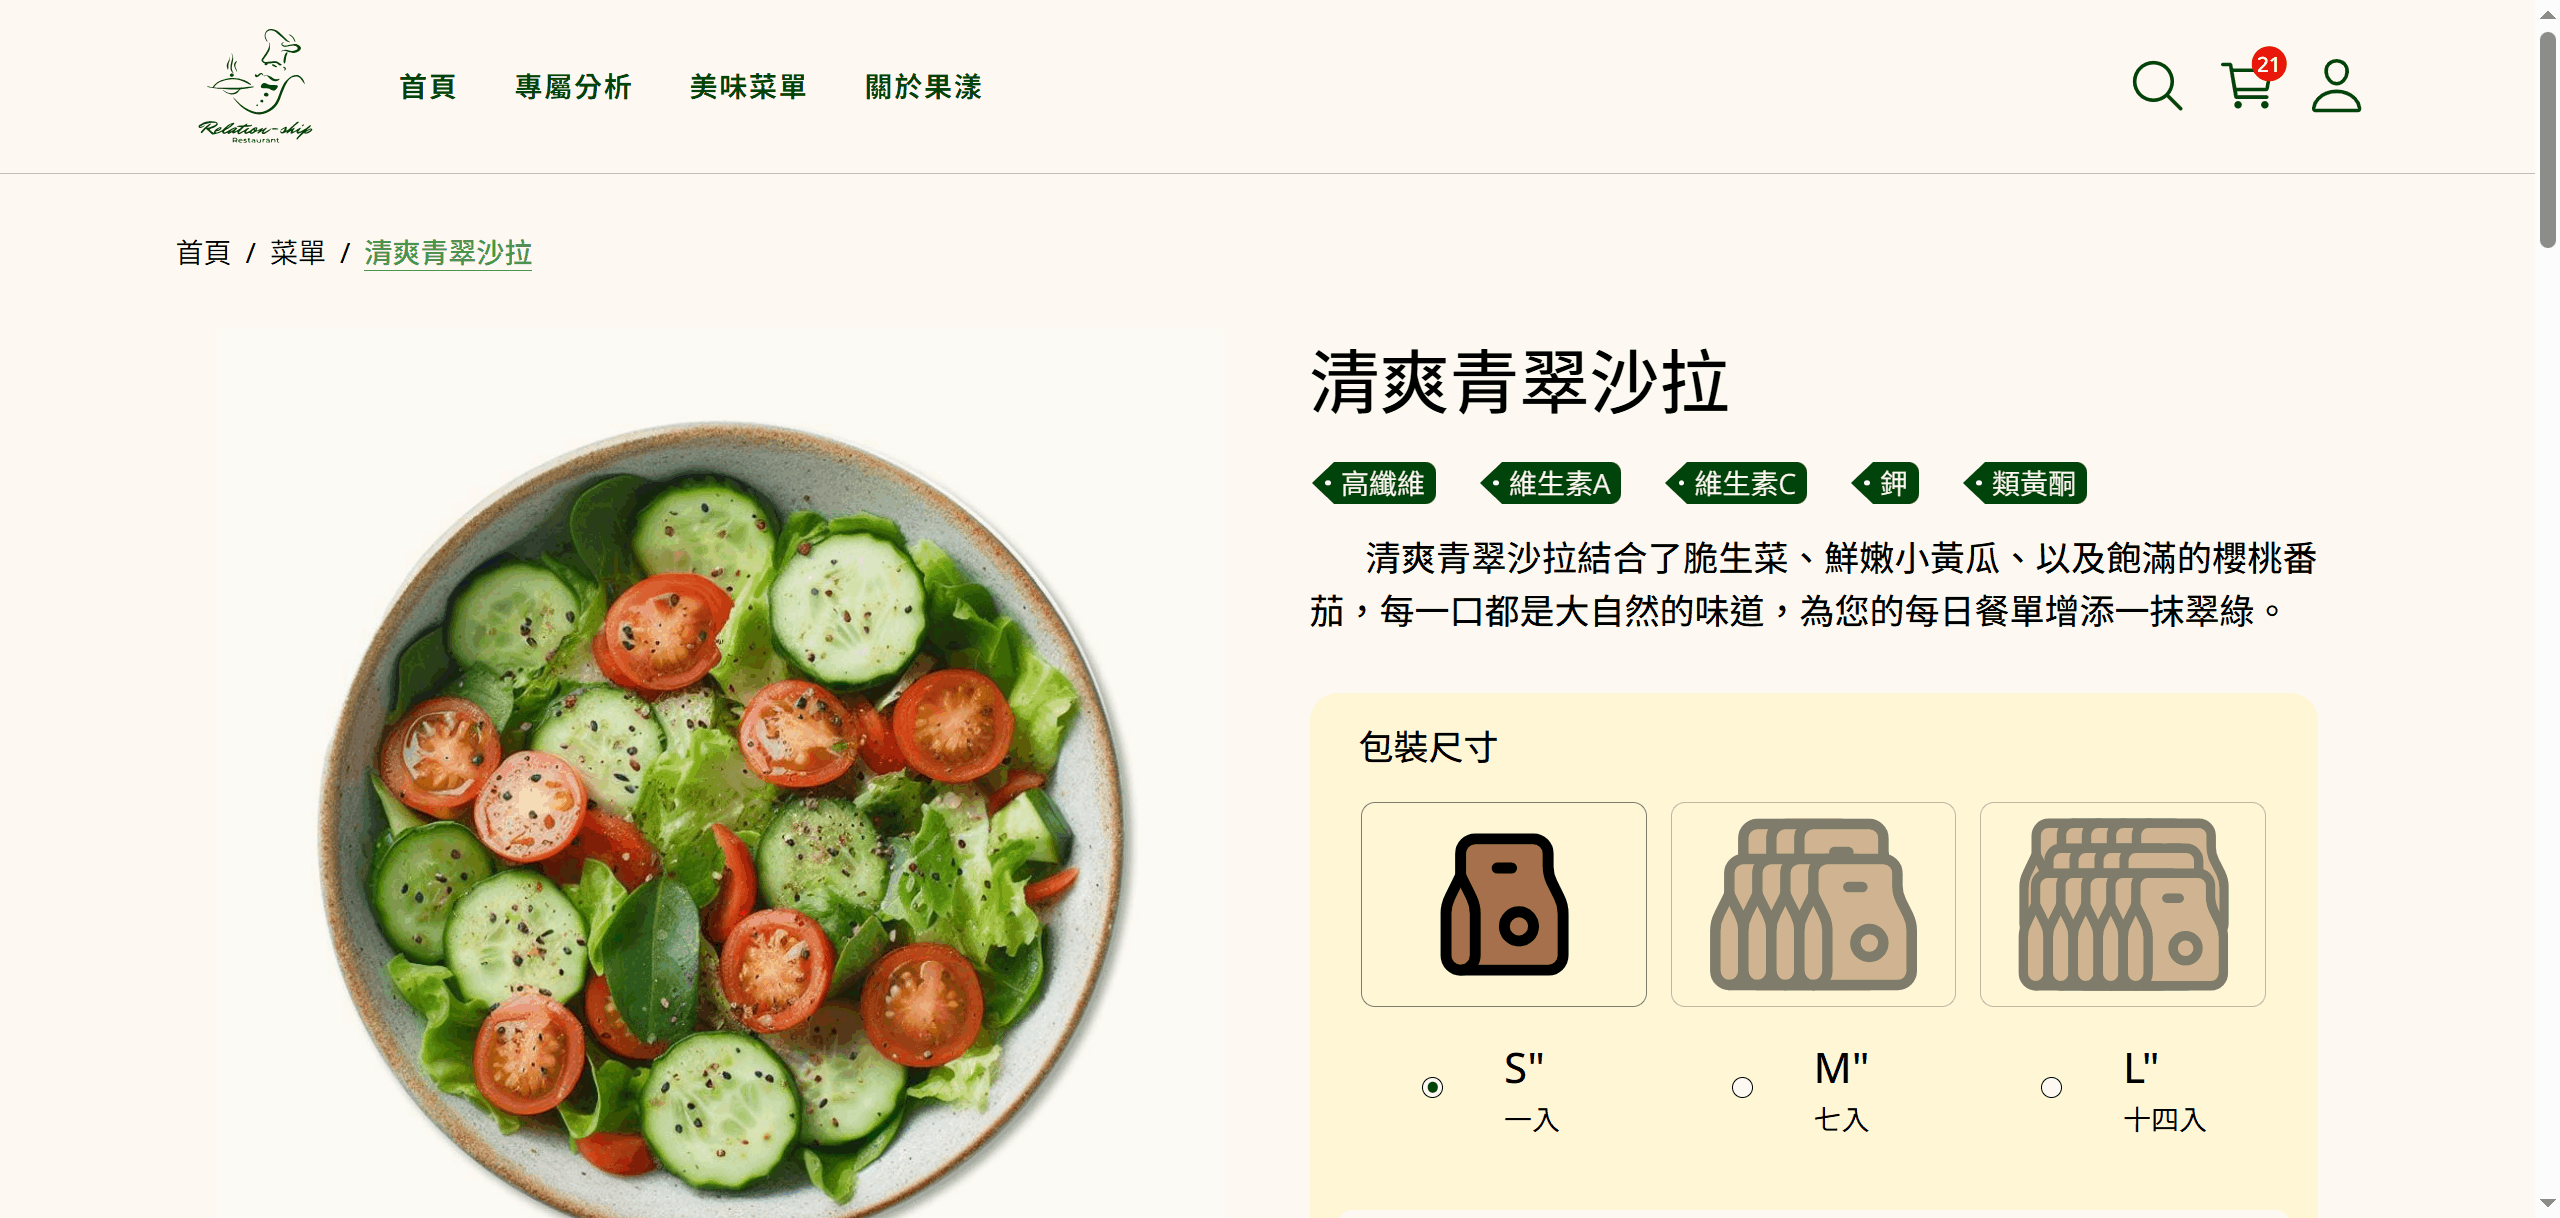 Relation-ship
Restaurant
首頁 專屬分析 美味菜單 關於果漾
21
首頁 / 菜單 / 清爽青翠沙拉
清爽青翠沙拉
高纖維 維生素A 維生素C 鉀 類黃酮
清爽青翠沙拉結合了脆生菜、鮮嫩小黃瓜、以及飽滿的櫻桃番
茄，每一口都是大自然的味道，為您的每日餐單增添一抹翠綠。
包裝尺寸
S" M" L"
一入 七入 十四入